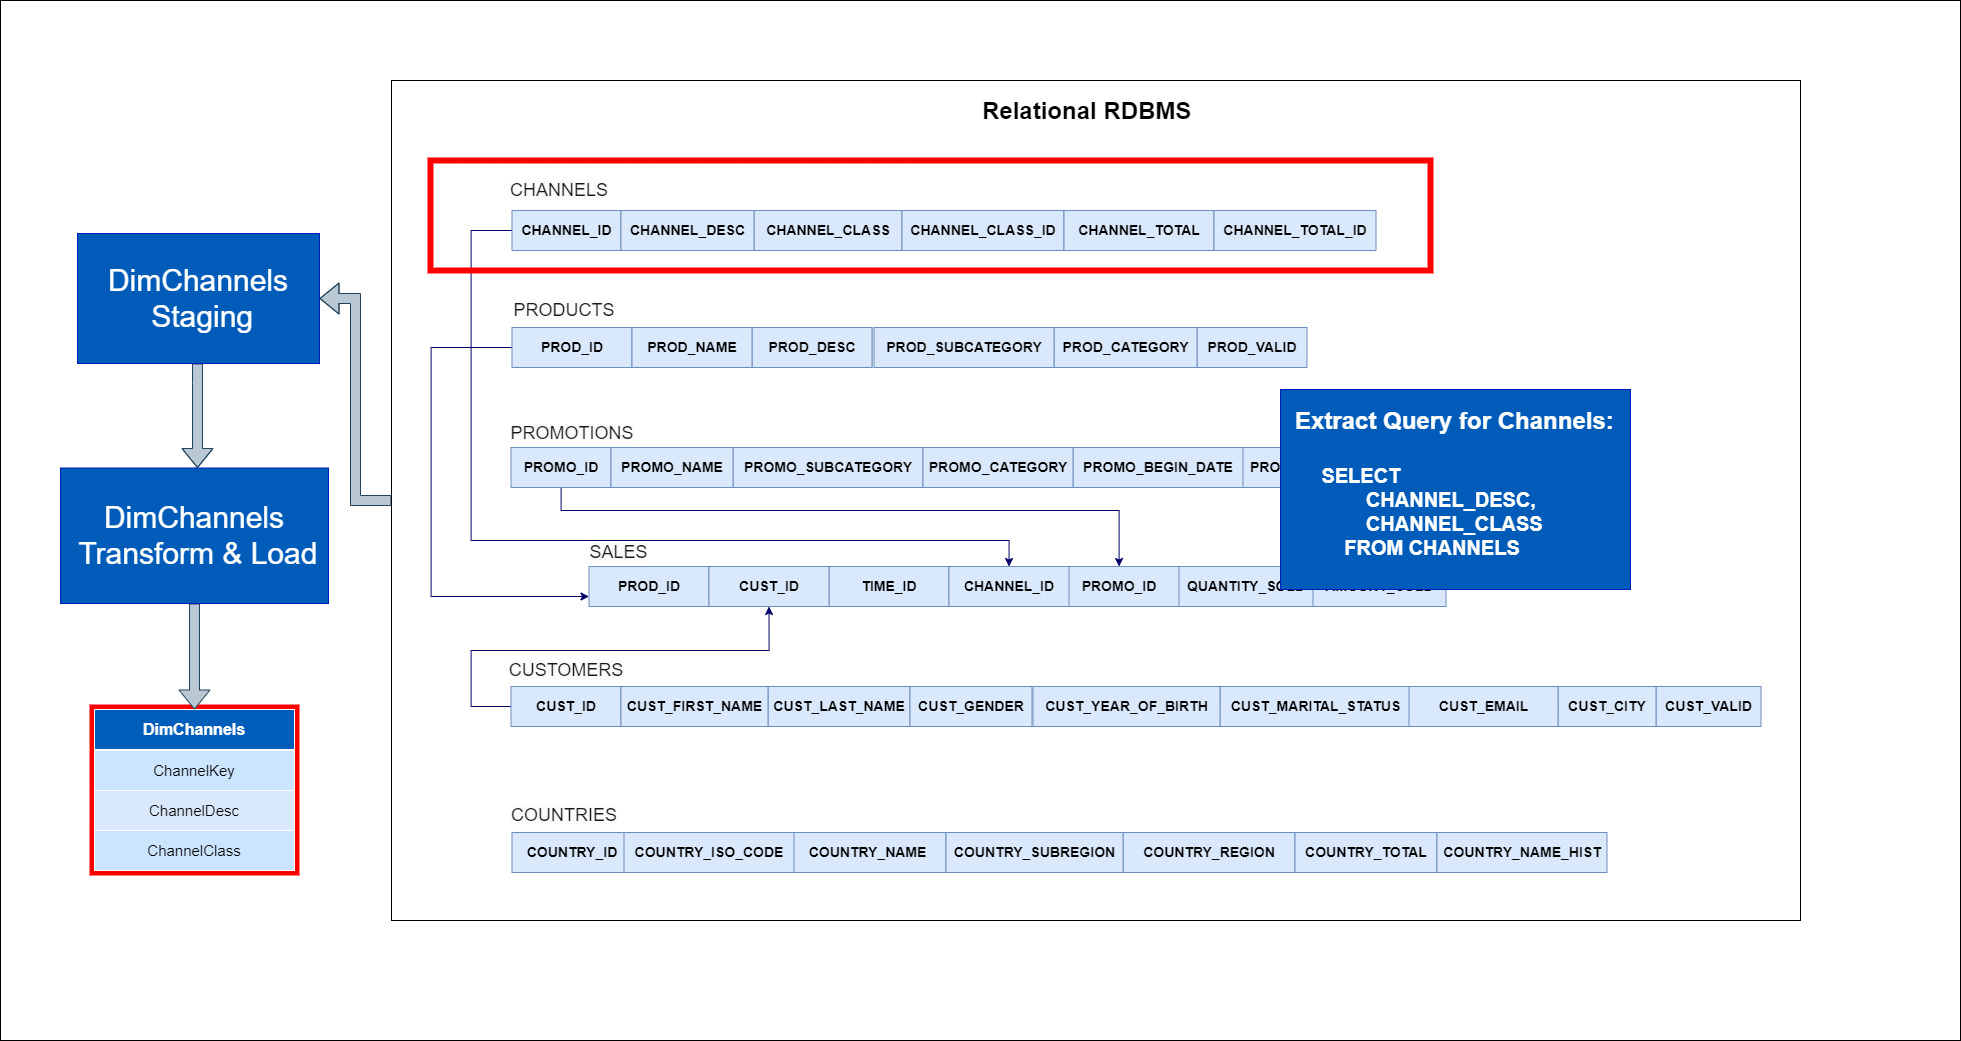 Relational RDBMS
CHANNELS
CHANNEL_ID CHANNEL_DESC CHANNEL_CLASS CHANNEL_CLASS_ID CHANNEL_TOTAL CHANNEL_TOTAL_ID
PRODUCTS
PROD_ID PROD_NAME PROD_DESC PROD_SUBCATEGORY PROD_CATEGORY PROD_VALID
PROMOTIONS
PROMO_ID PROMO_NAME PROMO_SUBCATEGORY PROMO_CATEGORY PROMO_BEGIN_DATE
SALES
PROD_ID CUST_ID TIME_ID CHANNEL_ID PROMO_ID
CUSTOMERS
CUST_ID CUST_FIRST_NAME CUST_LAST_NAME CUST_GENDER CUST_YEAR_OF_BIRTH CUST_MARITAL_STATUS CUST_EMAIL CUST_CITY CUST_VALID
COUNTRIES
COUNTRY_ID COUNTRY_ISO_CODE COUNTRY_NAME COUNTRY_SUBREGION COUNTRY_REGION COUNTRY_TOTAL COUNTRY_NAME_HIST
Extract Query for Channels:
SELECT
CHANNEL_DESC,
CHANNEL_CLASS
FROM CHANNELS
DimChannels
Staging
DimChannels
Transform & Load
DimChannels
ChannelKey
ChannelDesc
ChannelClass